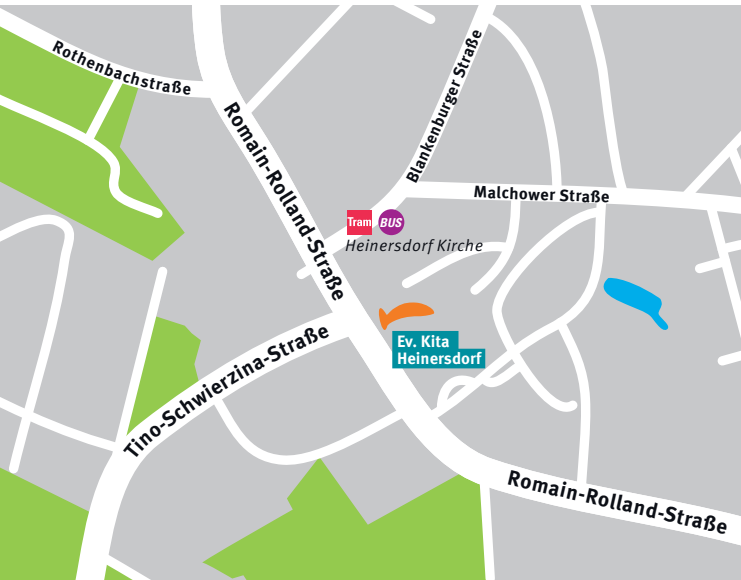 Rothenbachstraße
Romain-Rolland-Straße
Blankenburger Straße
Malchower Straße
Tram BUS
Heinersdorf Kirche
Ev. Kita
Heinersdorf
Tino-Schwierzina-Straße
Romain-Rolland-Straße